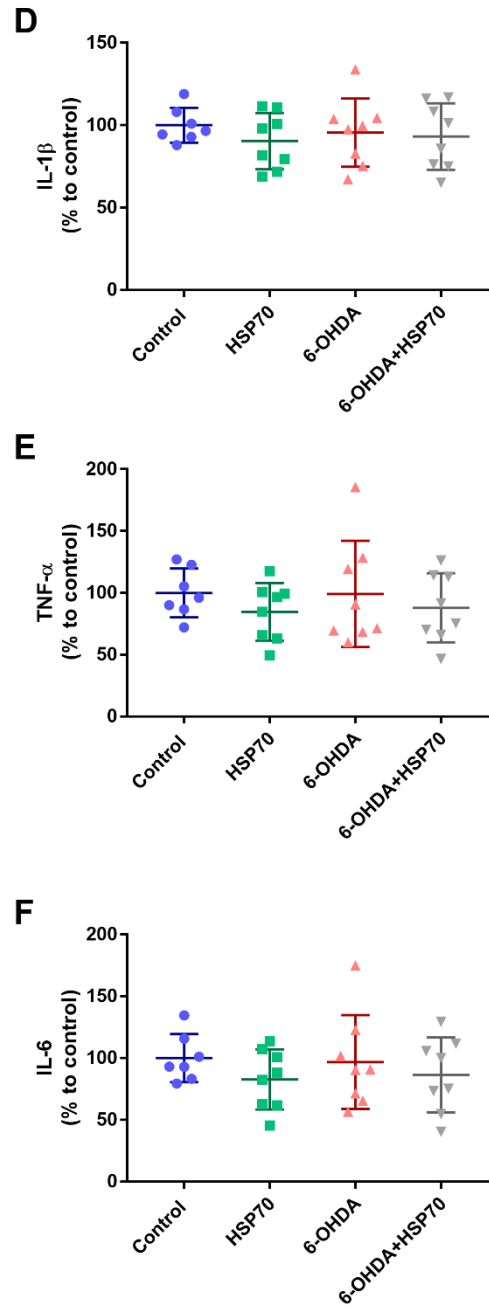 D
IL-1β
(% to control)
150
100
50
0
Control
HSP70
6-OHDA
6-OHDA+HSP70
E
TNF-α
(% to control)
200
150
100
50
0
Control
HSP70
6-OHDA
6-OHDA+HSP70
F
IL-6
(% to control)
200
150
100
50
0
Control
HSP70
6-OHDA
6-OHDA+HSP70